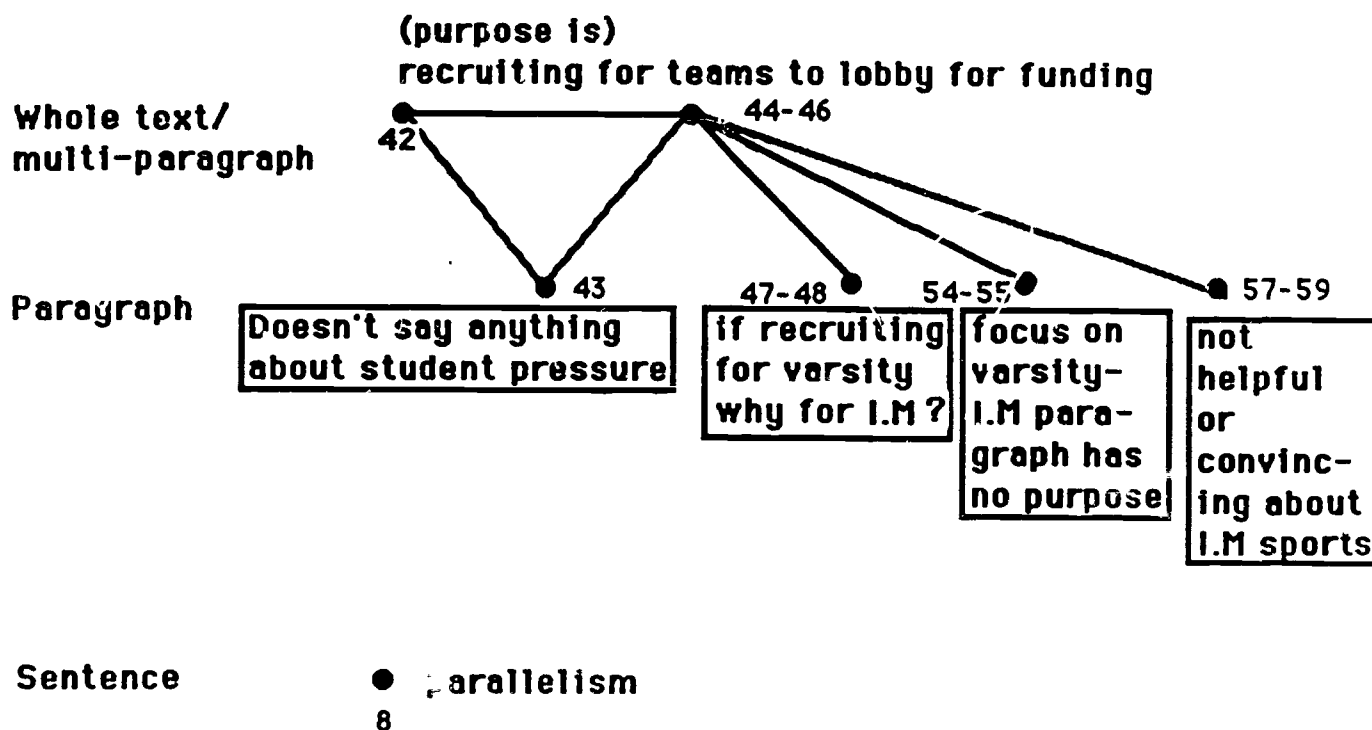 (purpose is)
recruiting for teams to lobby for funding
Whole text/
multi-paragraph
42
44-46
Paragraph
43
47-48
54-55
57-59
Doesn't say anything
about student pressure
if recruiting
for varsity
why for I.M ?
focus on
varsity-
I.M para-
graph has
no purpose
not
helpful
or
convinc-
ing about
I.M sports
Sentence
parallelism
8